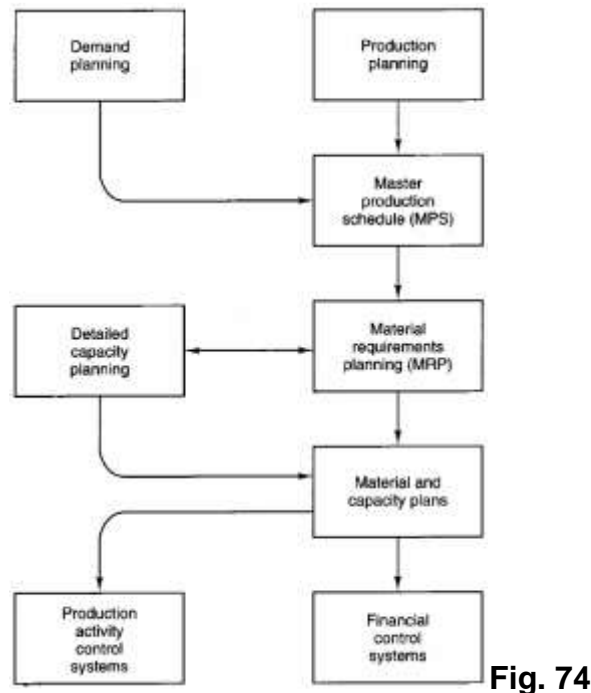 Demand
planning
Production
planning
Master
production
schedule (MPS)
Detailed
capacity
planning
Material
requirements
planning (MRP)
Material and
capacity plans
Production
activity
control
systems
Financial
control
systems
Fig. 74